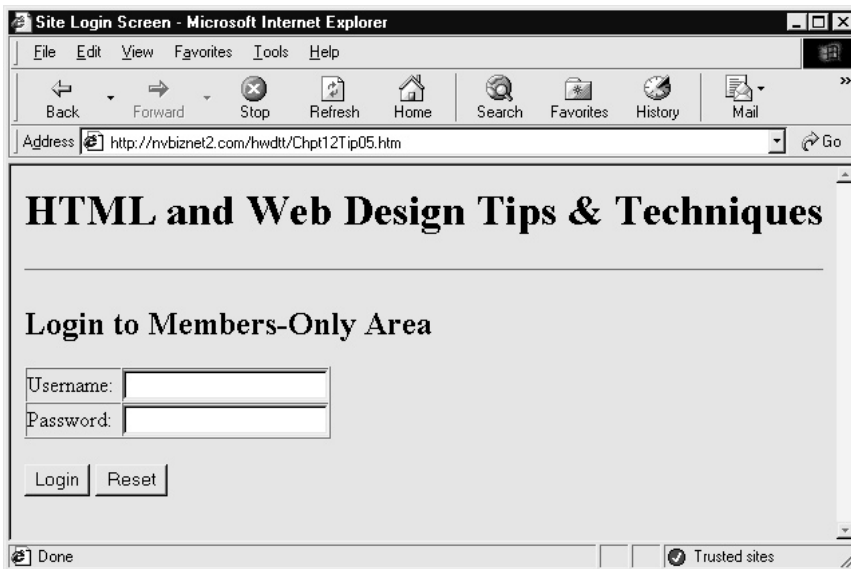 Site Login Screen - Microsoft Internet Explorer
File Edit View Favorites Tools Help
Back Forward Stop Refresh Home Search Favorites History Mail »
Address http://nvbiznet2.com/hwdtt/Chpt12Tip05.htm Go
HTML and Web Design Tips & Techniques
Login to Members-Only Area
Username:
Password:
Login Reset
Done Trusted sites